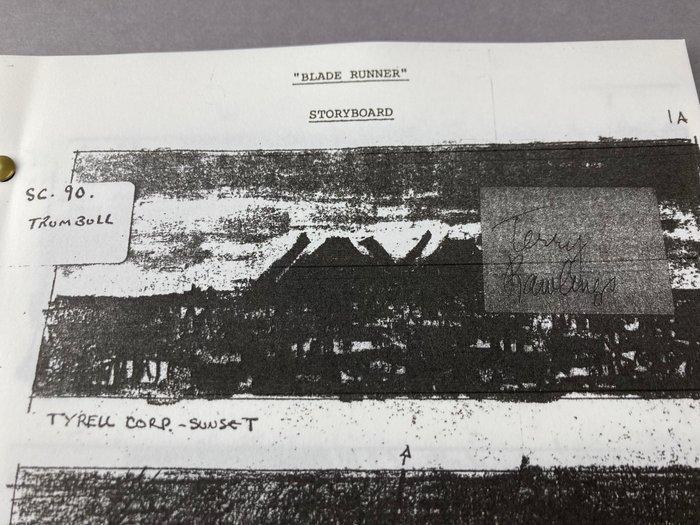 "BLADE RUNNER"
STORYBOARD
1A
SC. 90.
TRUMBULL
Terry
Rawlings
TYRELL CORP. - SUNSET